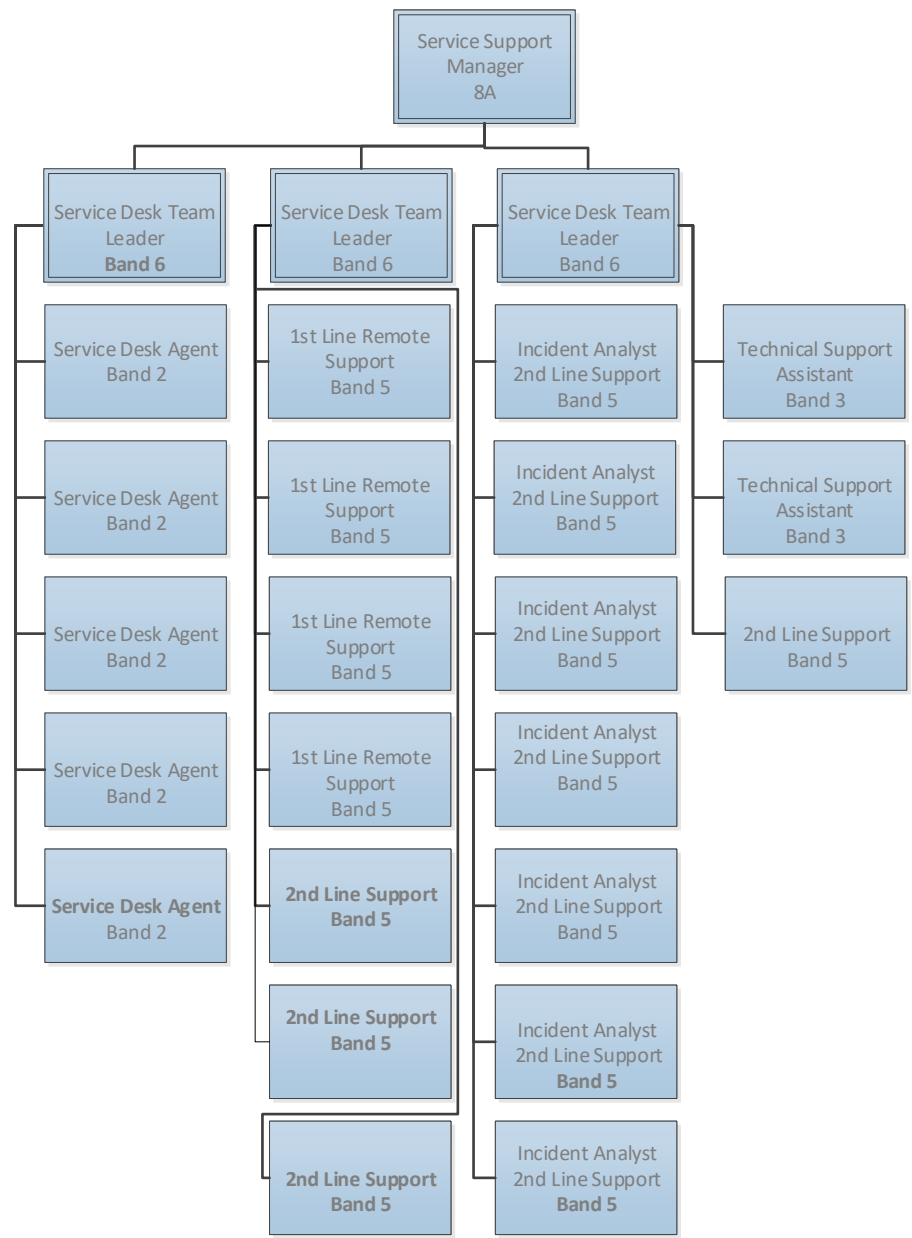 Service Support
Manager
8A
Service Desk Team
Leader
Band 6
Service Desk Team
Leader
Band 6
Service Desk Team
Leader
Band 6
Service Desk Agent
Band 2
Service Desk Agent
Band 2
Service Desk Agent
Band 2
Service Desk Agent
Band 2
Service Desk Agent
Band 2
1st Line Remote
Support
Band 5
1st Line Remote
Support
Band 5
1st Line Remote
Support
Band 5
1st Line Remote
Support
Band 5
2nd Line Support
Band 5
2nd Line Support
Band 5
2nd Line Support
Band 5
Incident Analyst
2nd Line Support
Band 5
Incident Analyst
2nd Line Support
Band 5
Incident Analyst
2nd Line Support
Band 5
Incident Analyst
2nd Line Support
Band 5
Incident Analyst
2nd Line Support
Band 5
Incident Analyst
2nd Line Support
Band 5
Incident Analyst
2nd Line Support
Band 5
Technical Support
Assistant
Band 3
Technical Support
Assistant
Band 3
2nd Line Support
Band 5